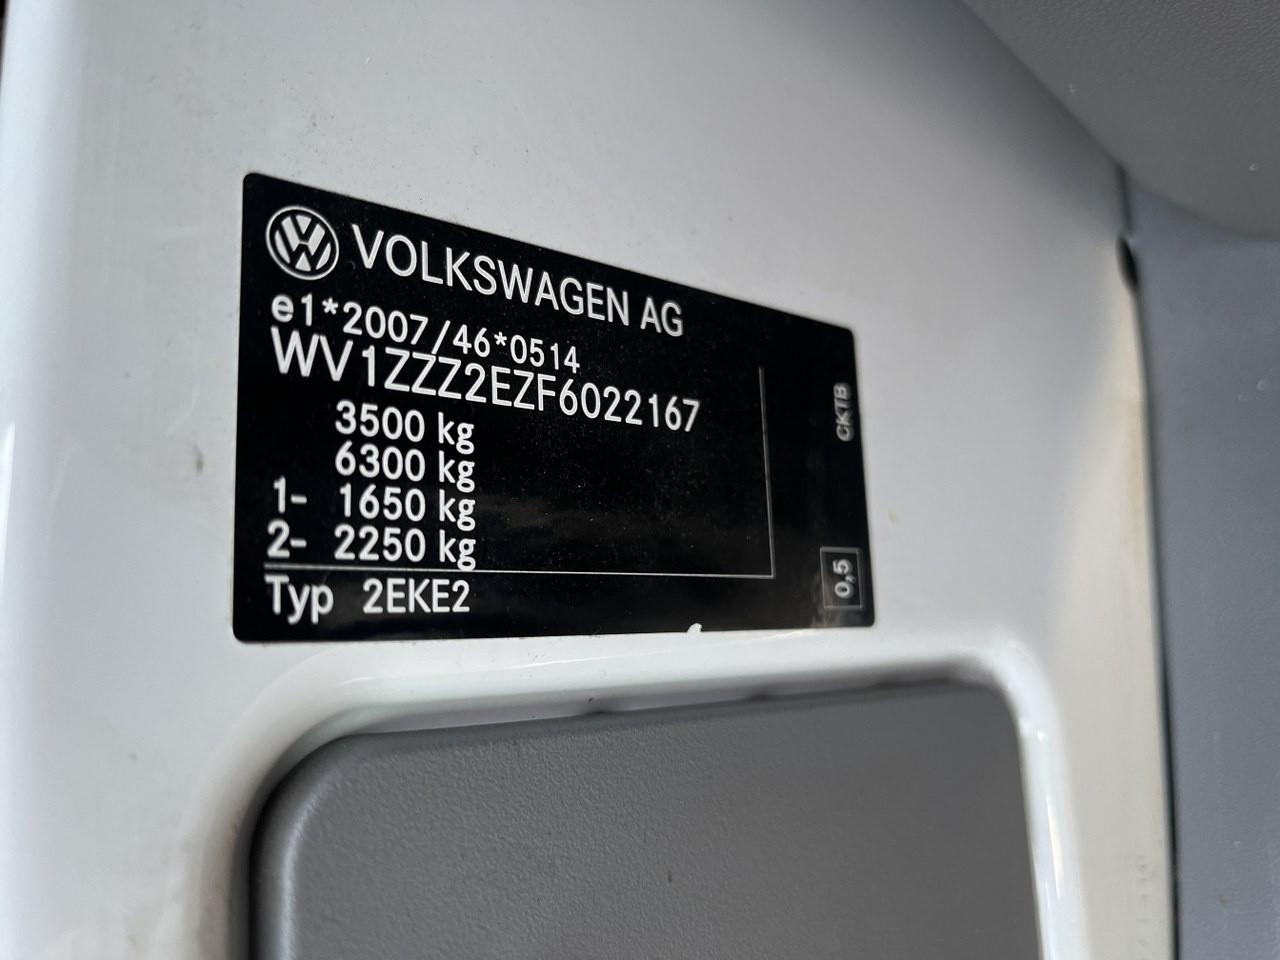 VOLKSWAGEN AG
e1*2007/46*0514
WV1ZZZ2EZF6022167
3500 kg
6300 kg
1- 1650 kg
2- 2250 kg
Typ 2EKE2
CKTB
0,5